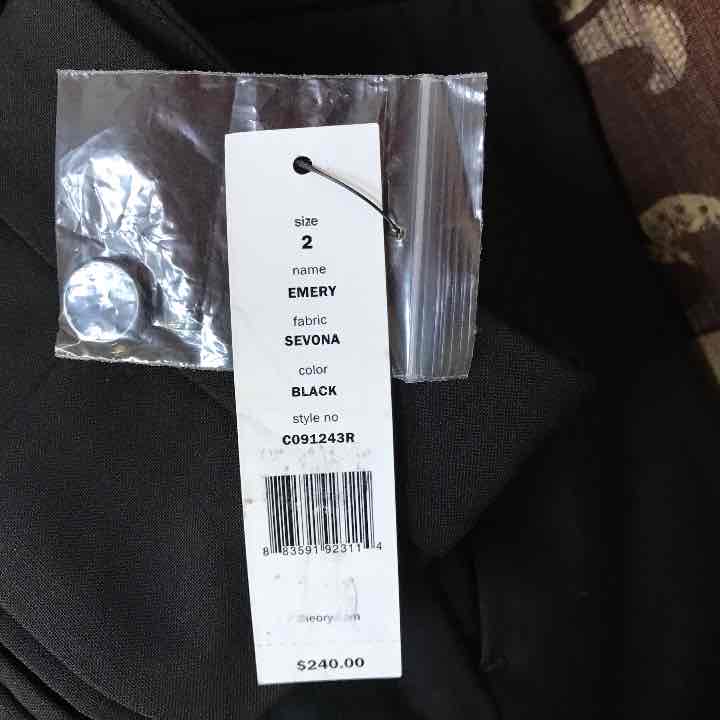 size
2
name
EMERY
fabric
SEVONA
color
BLACK
style no
C091243R
8 83591 92311 4
$240.00